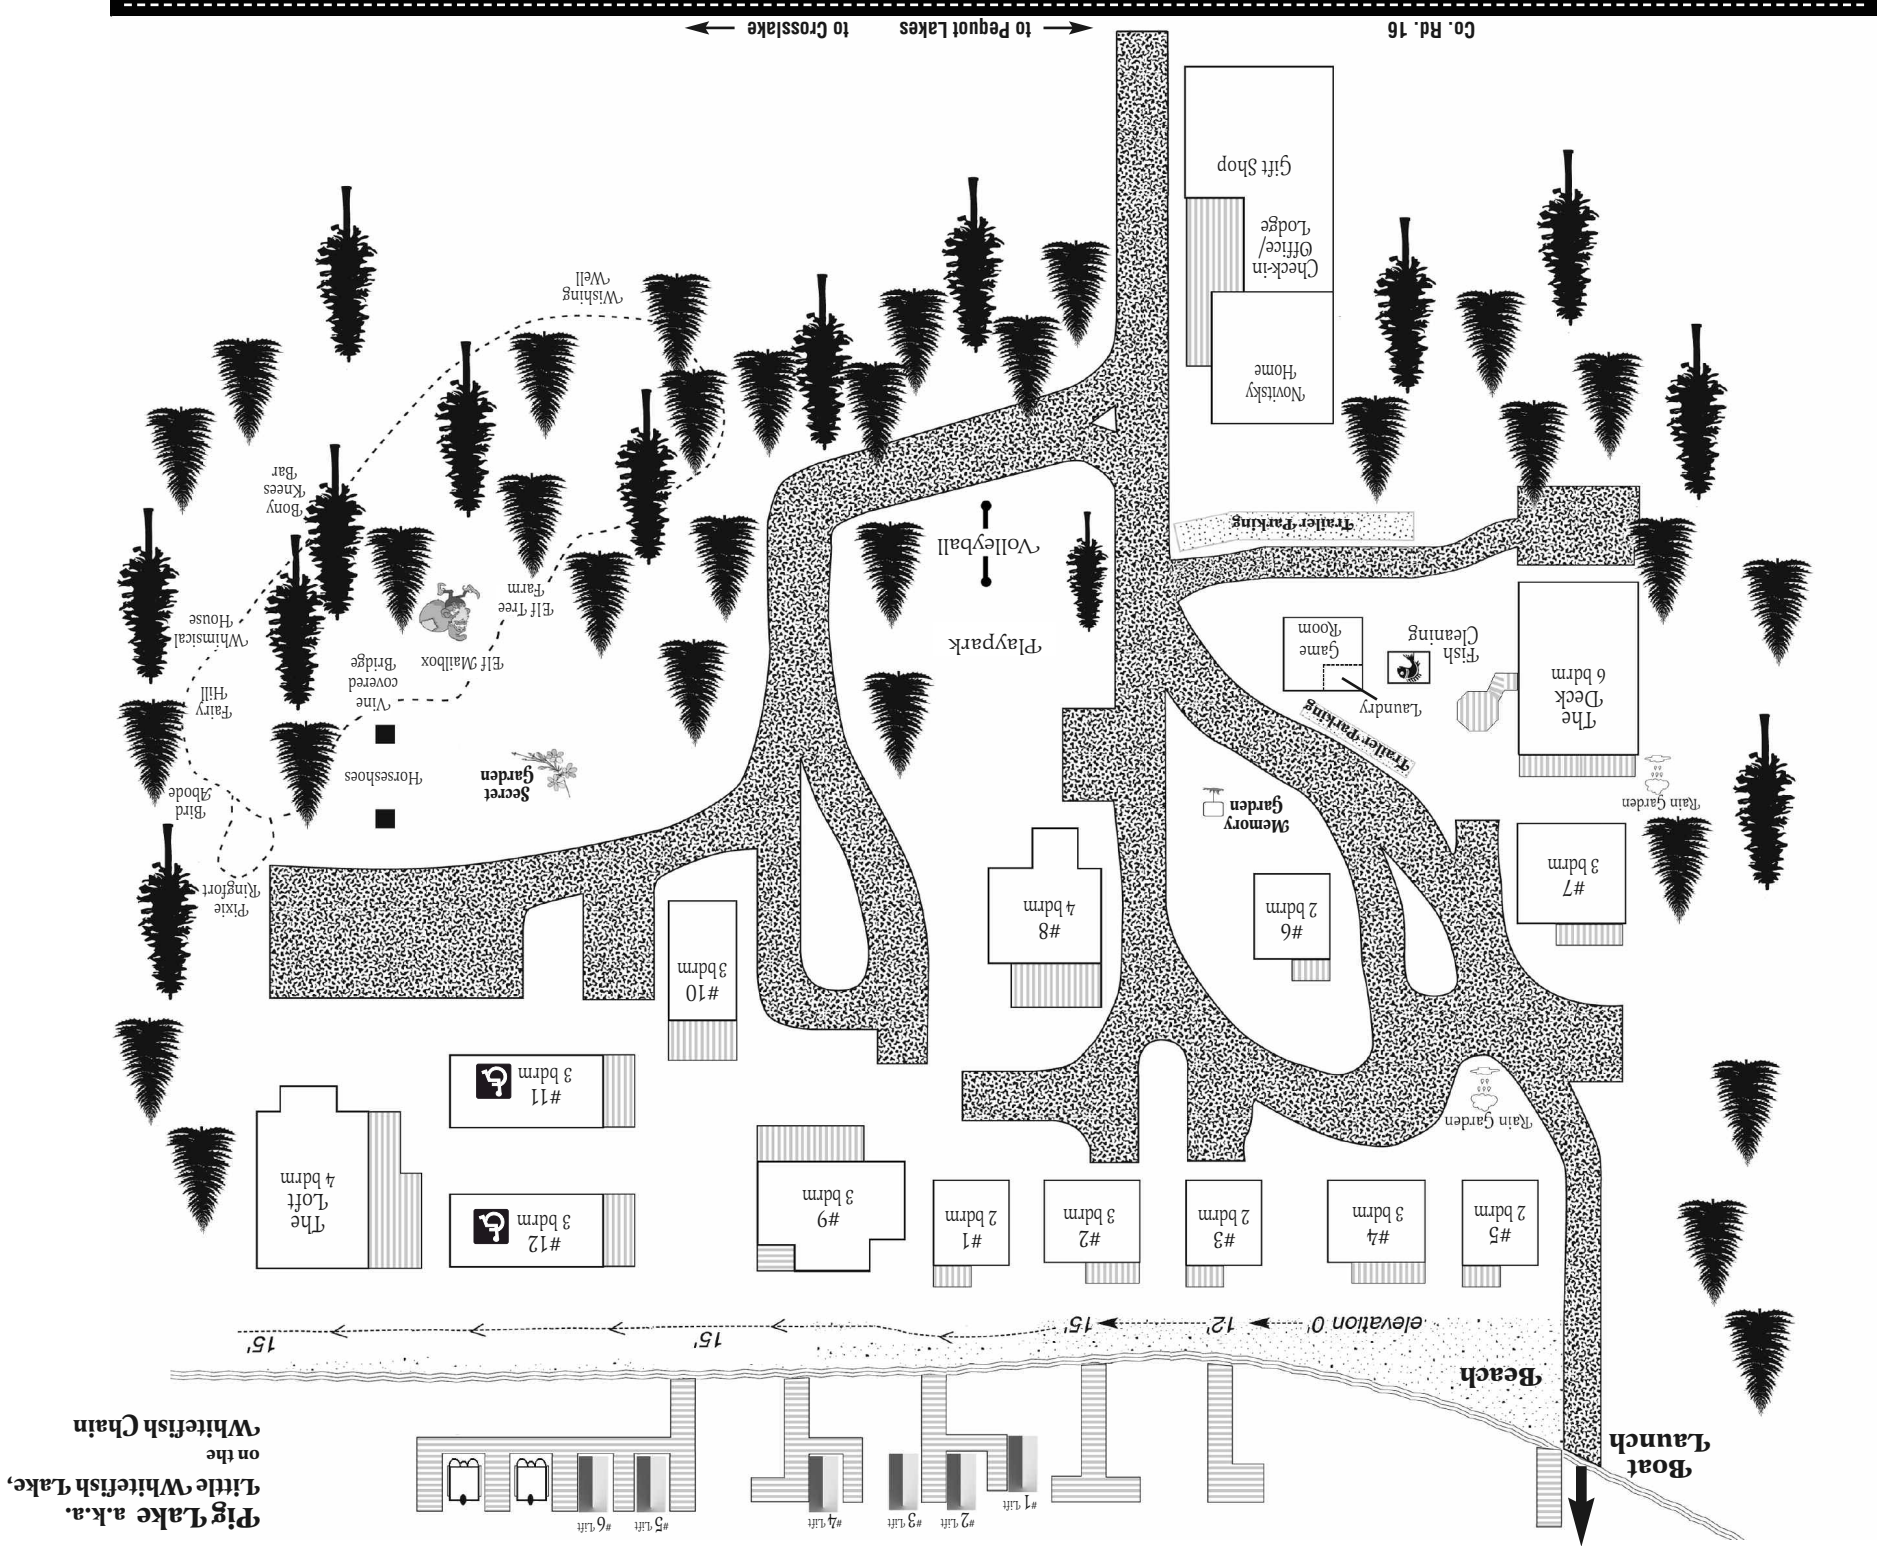 Boat
Launch
Beach
#1 Lift
#2 Lift
#3 Lift
#4 Lift
#5 Lift
#6 Lift
Pig Lake a.k.a.
Little Whitefish Lake,
on the
Whitefish Chain
elevation 0'
12'
15'
15'
15'
#5
2 bdrm
#4
3 bdrm
#3
2 bdrm
#2
3 bdrm
#1
2 bdrm
#9
3 bdrm
#12
3 bdrm
The
Loft
4 bdrm
#11
3 bdrm
Rain Garden
#7
3 bdrm
#6
2 bdrm
#8
4 bdrm
#10
3 bdrm
Pixie
Ringfort
Rain Garden
Memory
Garden
Secret
Garden
Horseshoes
Bird
Abode
The
Deck
6 bdrm
Trailer Parking
Laundry
Game
Room
Fish
Cleaning
Playpark
Volleyball
Vine
covered
Bridge
Elf Mailbox
Elf Tree
Farm
Fairy
Hill
Whimsical
House
Trailer Parking
Bony
Knees
Bar
Novitsky
Home
Check-in
Office/
Lodge
Gift Shop
Wishing
Well
Co. Rd. 16
to Pequot Lakes
to Crosslake